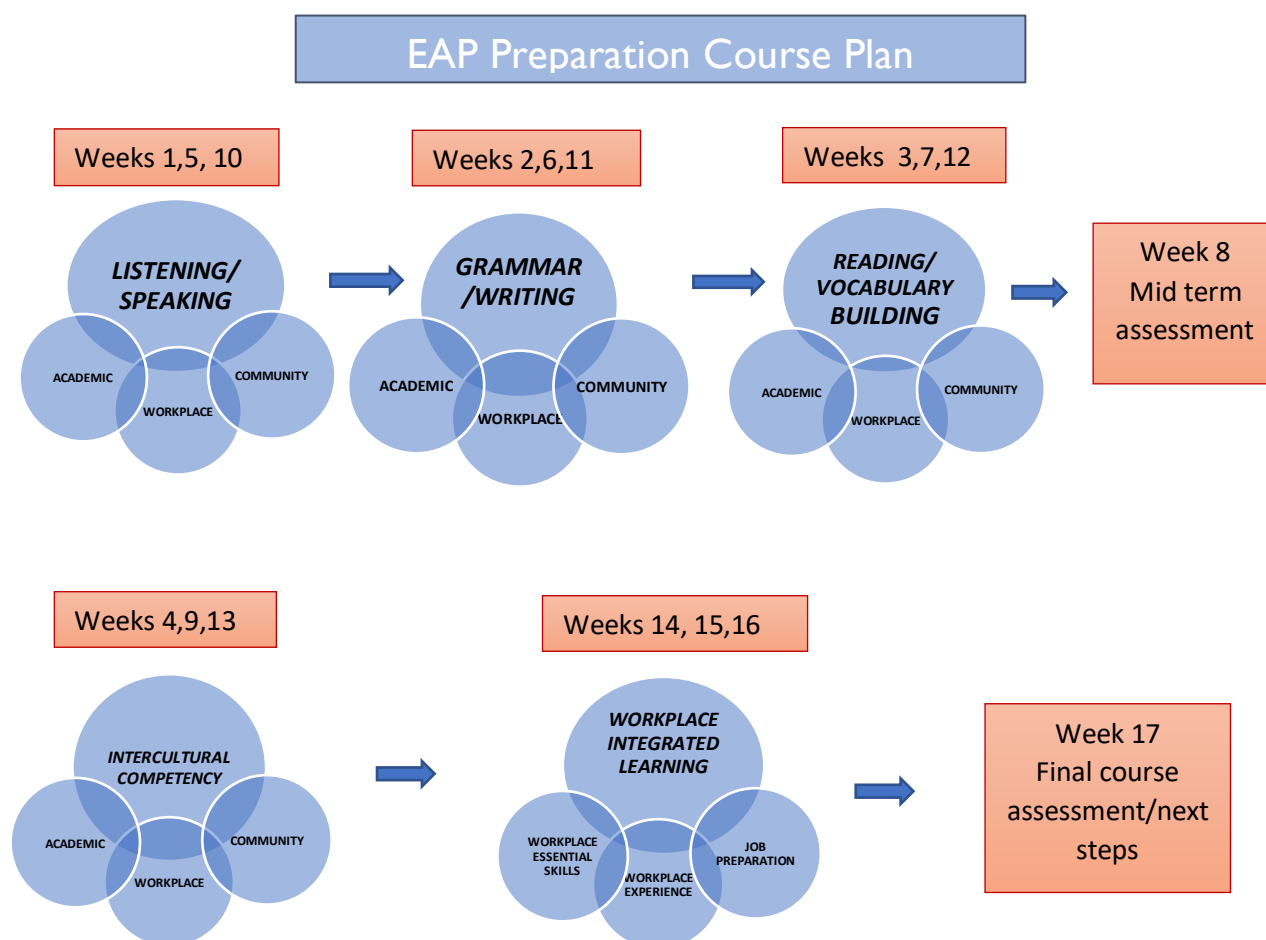 EAP Preparation Course Plan
Weeks 1,5, 10
LISTENING/
SPEAKING
ACADEMIC
WORKPLACE
COMMUNITY
Weeks 2,6,11
GRAMMAR
/WRITING
ACADEMIC
WORKPLACE
COMMUNITY
Weeks 3,7,12
READING/
VOCABULARY
BUILDING
ACADEMIC
WORKPLACE
COMMUNITY
Week 8
Mid term
assessment
Weeks 4,9,13
INTERCULTURAL
COMPETENCY
ACADEMIC
WORKPLACE
COMMUNITY
Weeks 14, 15,16
WORKPLACE
INTEGRATED
LEARNING
WORKPLACE
ESSENTIAL
SKILLS
WORKPLACE
EXPERIENCE
JOB
PREPARATION
Week 17
Final course
assessment/next
steps